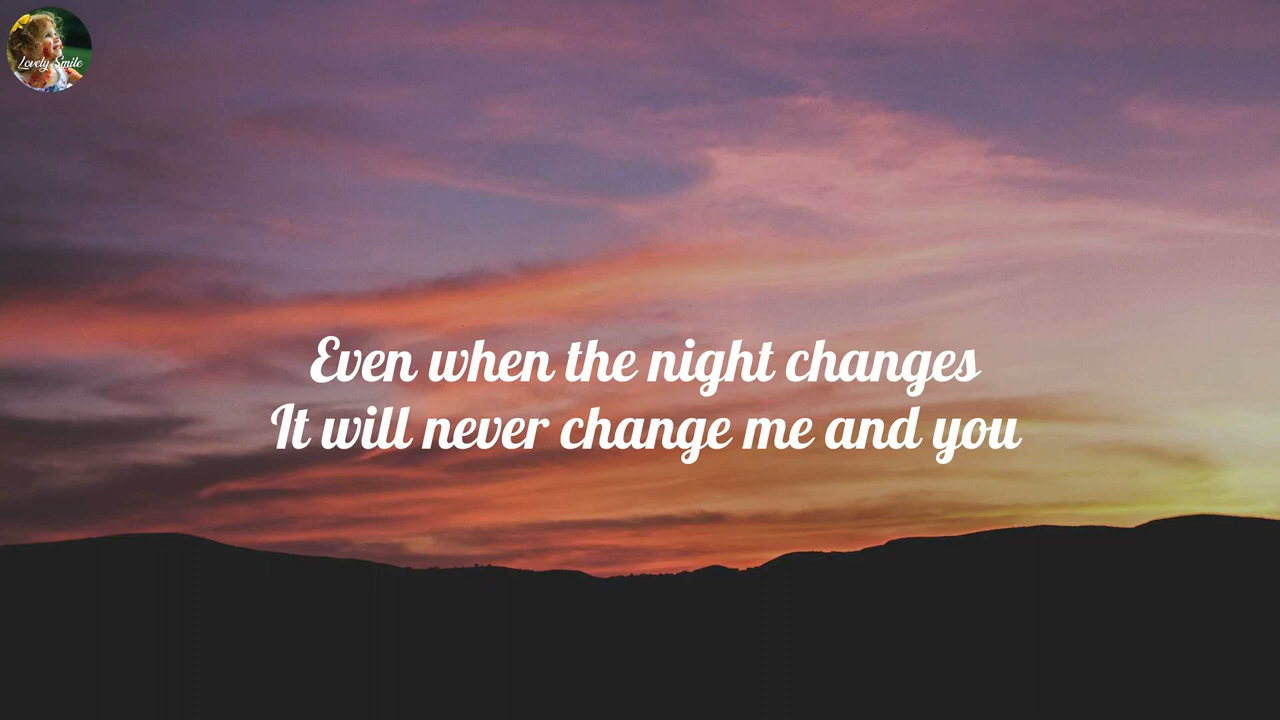 Lovely Smile
Even when the night changes
It will never change me and you